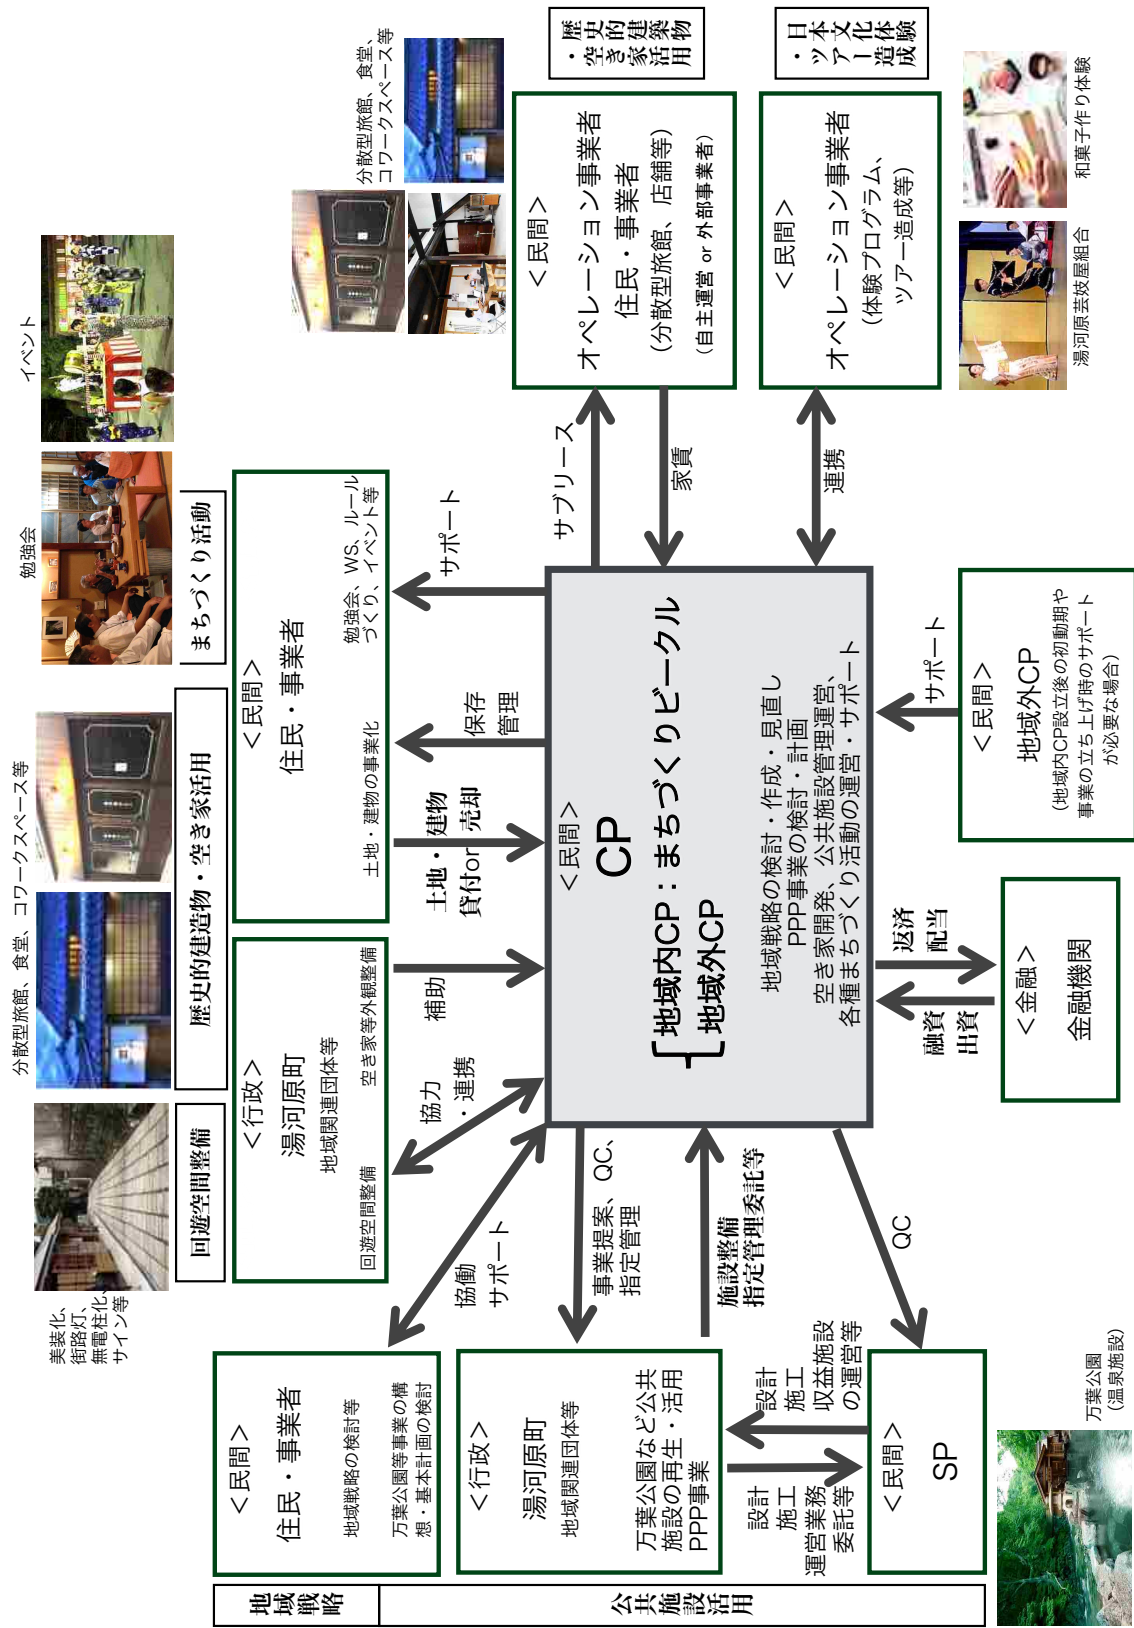 分散型旅館、食堂、
コワークスペース等
・歴史的建築物
・空き家活用
・日本文化体験
・ツアー造成
＜民間＞
オペレーション事業者
住民・事業者
（分散型旅館、店舗等）
（自主運営 or 外部事業者）
＜民間＞
オペレーション事業者
（体験プログラム、
ツアー造成等）
和菓子作り体験
湯河原芸妓屋組合
イベント
勉強会
まちづくり活動
＜民間＞
住民・事業者
勉強会、WS、ルール
づくり、イベント等
土地・建物の事業化
分散型旅館、食堂、コワークスペース等
歴史的建造物・空き家活用
サポート
サブリース
家賃
連携
保存
管理
土地・建物
貸付or 売却
＜民間＞
CP
地域内CP：まちづくりビークル
地域外CP
地域戦略の検討・作成・見直し
PPP事業の検討・計画
空き家開発、公共施設管理運営、
各種まちづくり活動の運営・サポート
サポート
＜民間＞
地域外CP
（地域内CP設立後の初動期や
事業の立ち上げ時のサポート
が必要な場合）
返済
配当
融資
出資
＜金融＞
金融機関
美装化、
街路灯、
無電柱化、
サイン等
回遊空間整備
＜行政＞
湯河原町
地域関連団体等
回遊空間整備
空き家等外観整備
補助
協力
・連携
協働
サポート
事業提案、QC、
指定管理
施設整備
指定管理委託等
QC
地域戦略
＜民間＞
住民・事業者
地域戦略の検討等
万葉公園等事業の構
想・基本計画の検討
公共施設活用
＜行政＞
湯河原町
地域関連団体等
万葉公園など公共
施設の再生・活用
PPP事業
設計
施工
収益施設
の運営等
設計
施工
運営業務
委託等
＜民間＞
SP
万葉公園
（温泉施設）